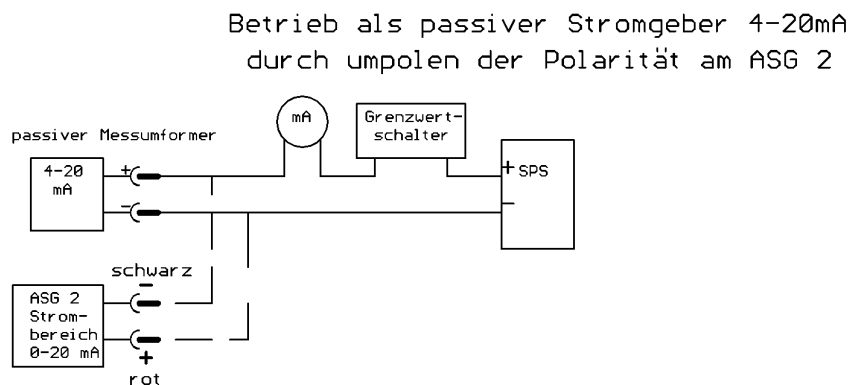 Betrieb als passiver Stromgeber 4-20mA
durch umpolen der Polarität am ASG 2
mA
Grenzwert-
schalter
passiver Messumformer
4-20
mA
+
-
+ SPS
-
schwarz
-
ASG 2
Strom-
bereich
0-20 mA
+
rot